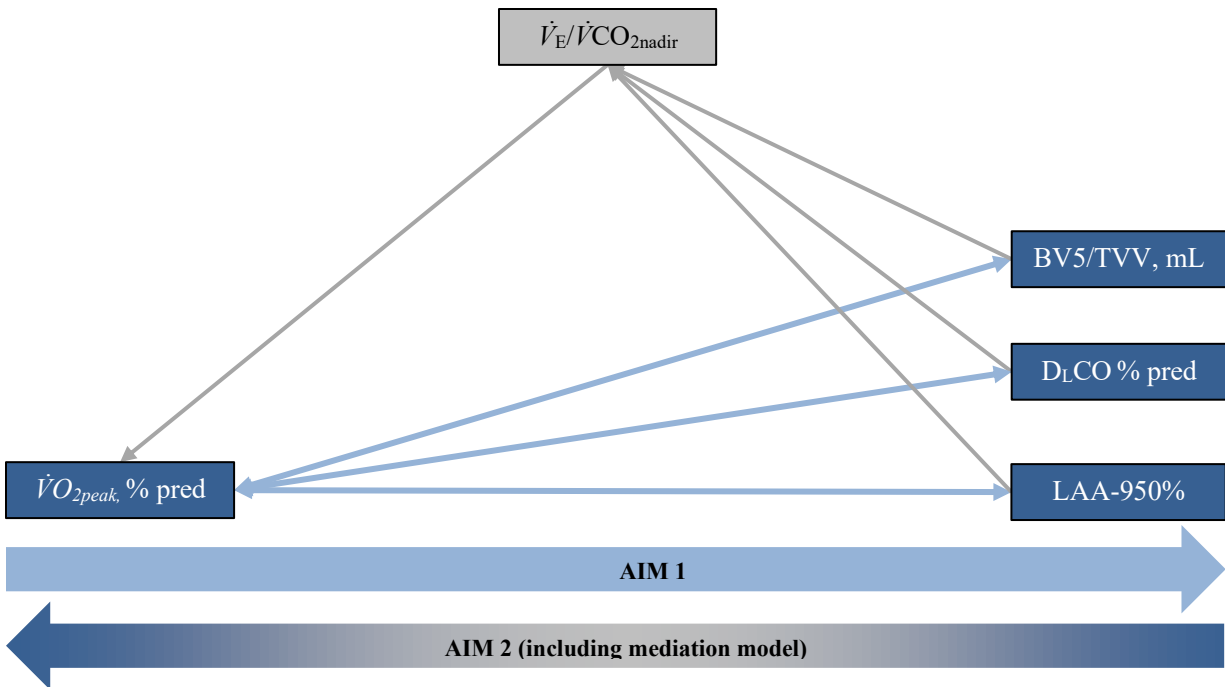 V̇E/V̇CO2nadir
BV5/TVV, mL
DLCO % pred
V̇O2peak, % pred
LAA-950%
AIM 1
AIM 2 (including mediation model)